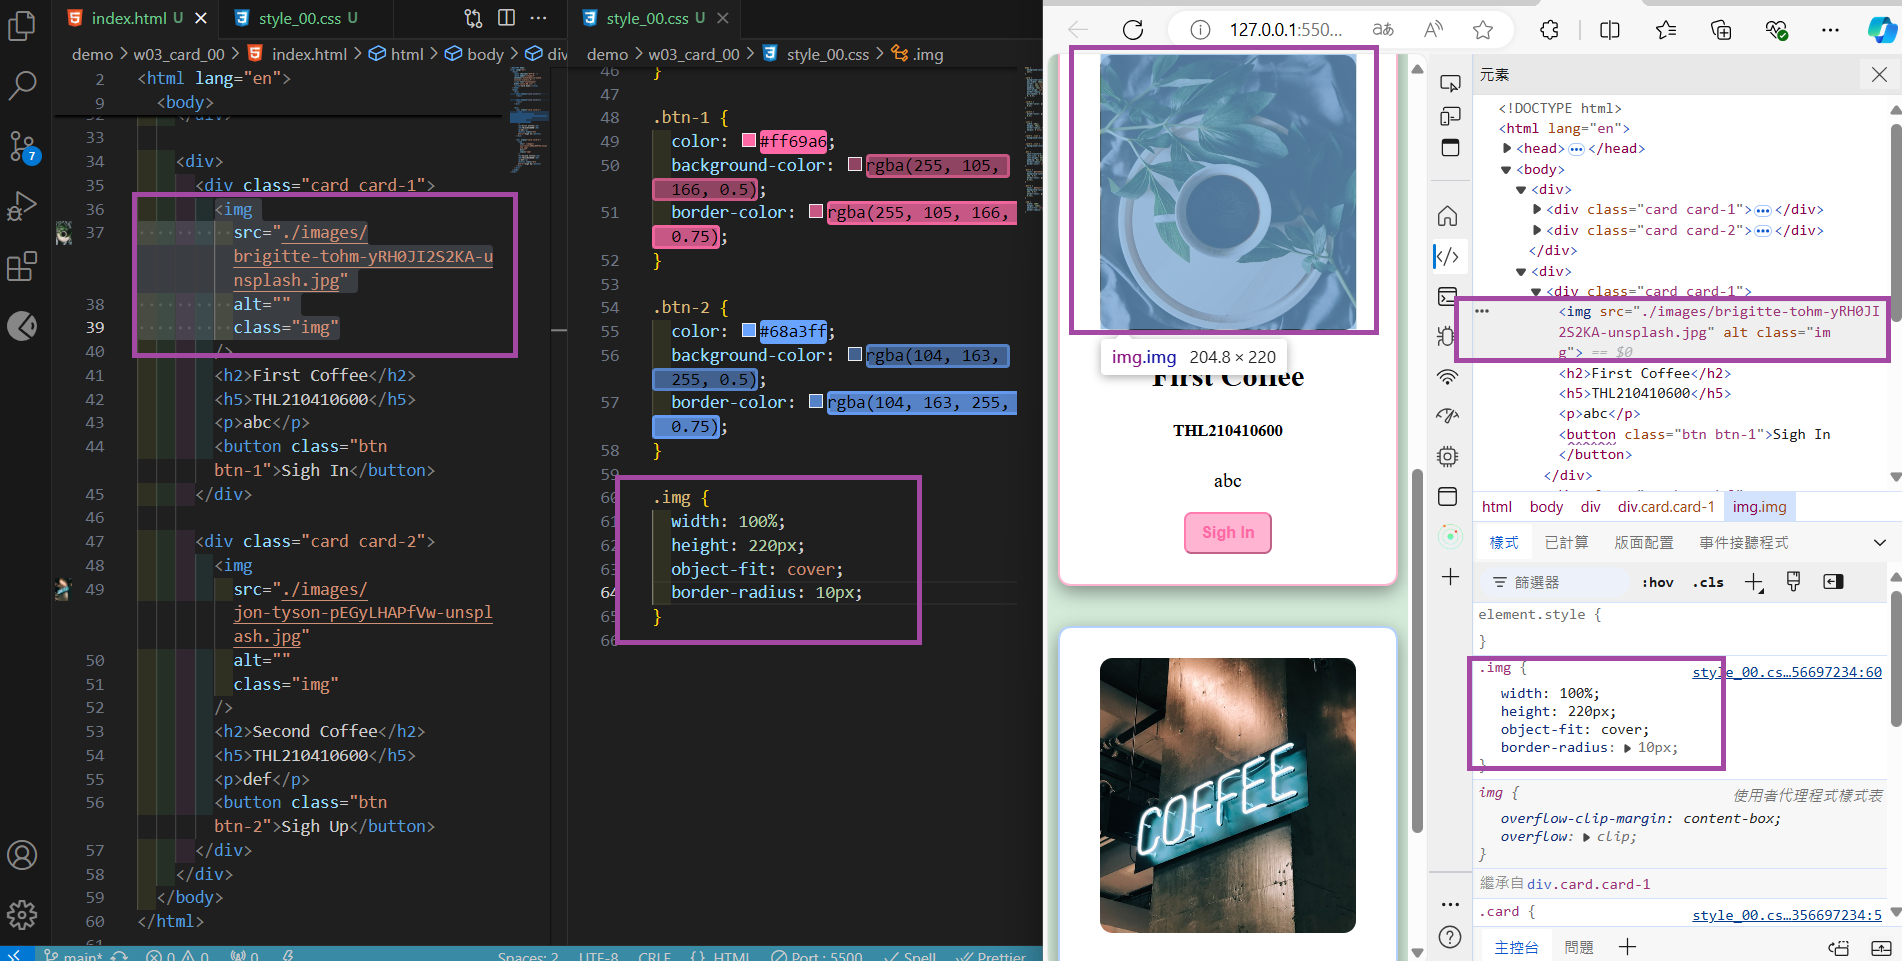 index.html U
style_00.css U
style_00.css U
demo > w03_card_00 > index.html > html > body > div
demo > w03_card_00 > style_00.css > .img
2 <html lang="en">
9 <body>
33
34 <div>
35 <div class="card card-1">
36 <img
37 src="./images/
brigitte-tohm-yRH0JI2S2KA-u
nsplash.jpg"
38 alt=""
39 class="img"
40 />
41 <h2>First Coffee</h2>
42 <h5>THL210410600</h5>
43 <p>abc</p>
44 <button class="btn
btn-1">Sigh In</button>
45 </div>
46
47 <div class="card card-2">
48 <img
49 src="./images/
jon-tyson-pEGyLHAPfVw-unspl
ash.jpg"
50 alt=""
51 class="img"
52 />
53 <h2>Second Coffee</h2>
54 <h5>THL210410600</h5>
55 <p>def</p>
56 <button class="btn
btn-2">Sigh Up</button>
57 </div>
58 </div>
59 </body>
60 </html>
61
7
46 }
47
48 .btn-1 {
49 color: #ff69a6;
50 background-color: rgba(255, 105,
166, 0.5);
51 border-color: rgba(255, 105, 166,
0.75);
52 }
53
54 .btn-2 {
55 color: #68a3ff;
56 background-color: rgba(104, 163,
255, 0.5);
57 border-color: rgba(104, 163, 255,
0.75);
58 }
59
60 .img {
61 width: 100%;
62 height: 220px;
63 object-fit: cover;
64 border-radius: 10px;
65 }
66
main* 0 0 0
Spaces: 2 UTF-8 CRLF {} HTML Port : 5500 Spell Prettier
127.0.0.1:550...
img.img 204.8 × 220
First Coffee
THL210410600
abc
Sigh In
COFFEE
元素
<!DOCTYPE html>
<html lang="en">
<head> </head>
<body>
<div>
<div class="card card-1"> </div>
<div class="card card-2"> </div>
</div>
<div>
<div class="card card-1">
<img src="./images/brigitte-tohm-yRH0JI
2S2KA-unsplash.jpg" alt class="im
g"> == $0
<h2>First Coffee</h2>
<h5>THL210410600</h5>
<p>abc</p>
<button class="btn btn-1">Sigh In
</button>
</div>
html body div div.card.card-1 img.img
樣式 已計算 版面配置 事件接聽程式
篩選器 :hov .cls
element.style {
}
.img { style_00.cs…56697234:60
width: 100%;
height: 220px;
object-fit: cover;
border-radius: 10px;
}
img { 使用者代理程式樣式表
overflow-clip-margin: content-box;
overflow: clip;
}
繼承自 div.card.card-1
.card { style_00.cs…356697234:5
主控台 問題